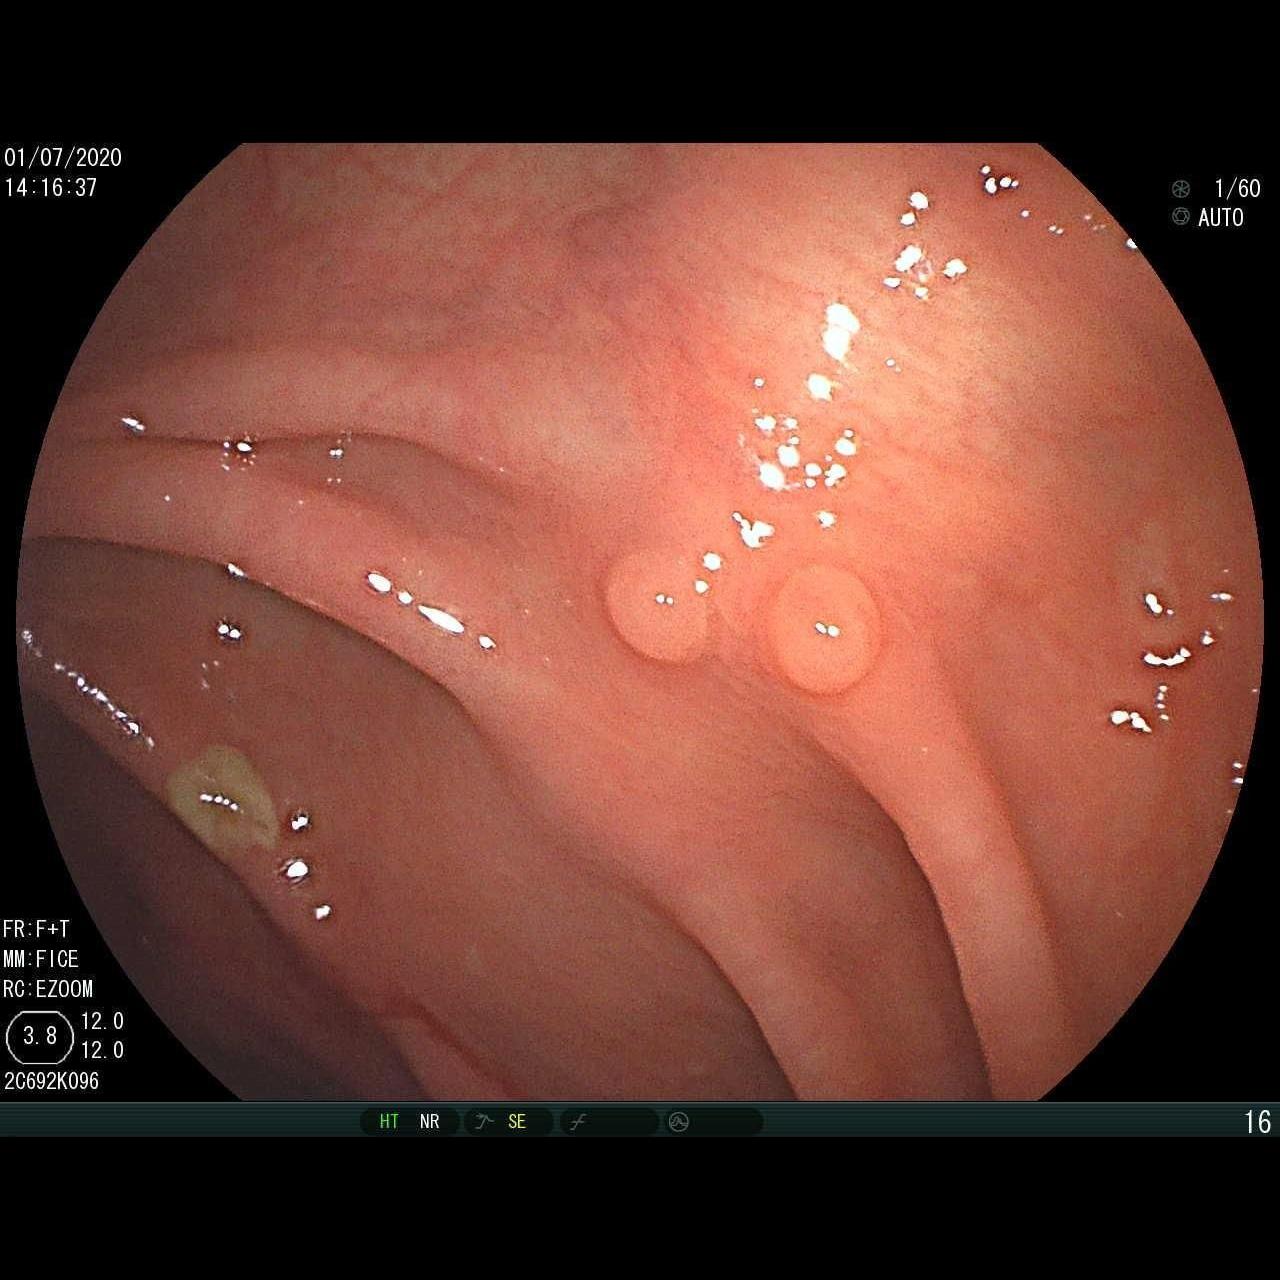 01/07/2020
14:16:37
1/60
AUTO
FR:F+T
MM:FICE
RC:EZOOM
3.8
12.0
12.0
2C692K096
HT NR SE
16